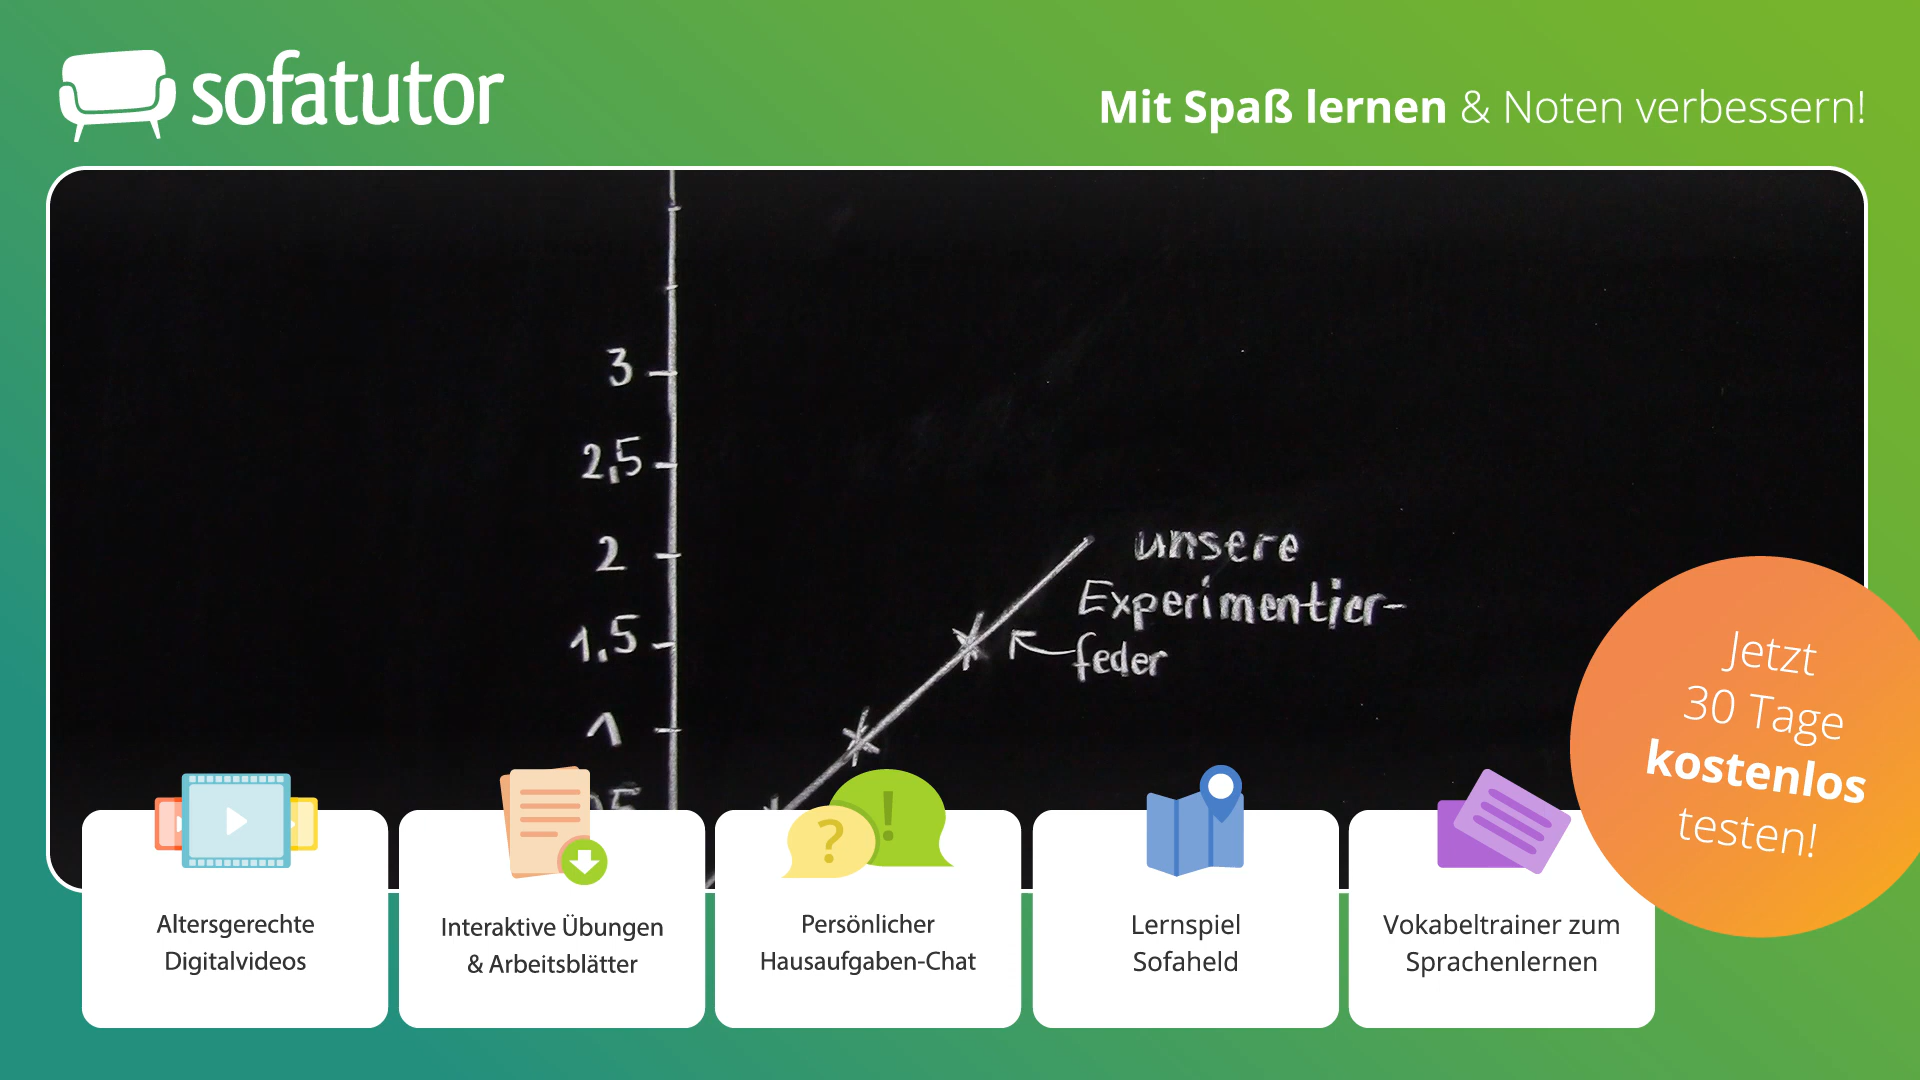 sofatutor
Mit Spaß lernen & Noten verbessern!
3
2,5
2
1,5
1
unsere
Experimentier-
feder
Jetzt
30 Tage
kostenlos
testen!
? !
Altersgerechte
Digitalvideos
Interaktive Übungen
& Arbeitsblätter
Persönlicher
Hausaufgaben-Chat
Lernspiel
Sofaheld
Vokabeltrainer zum
Sprachenlernen